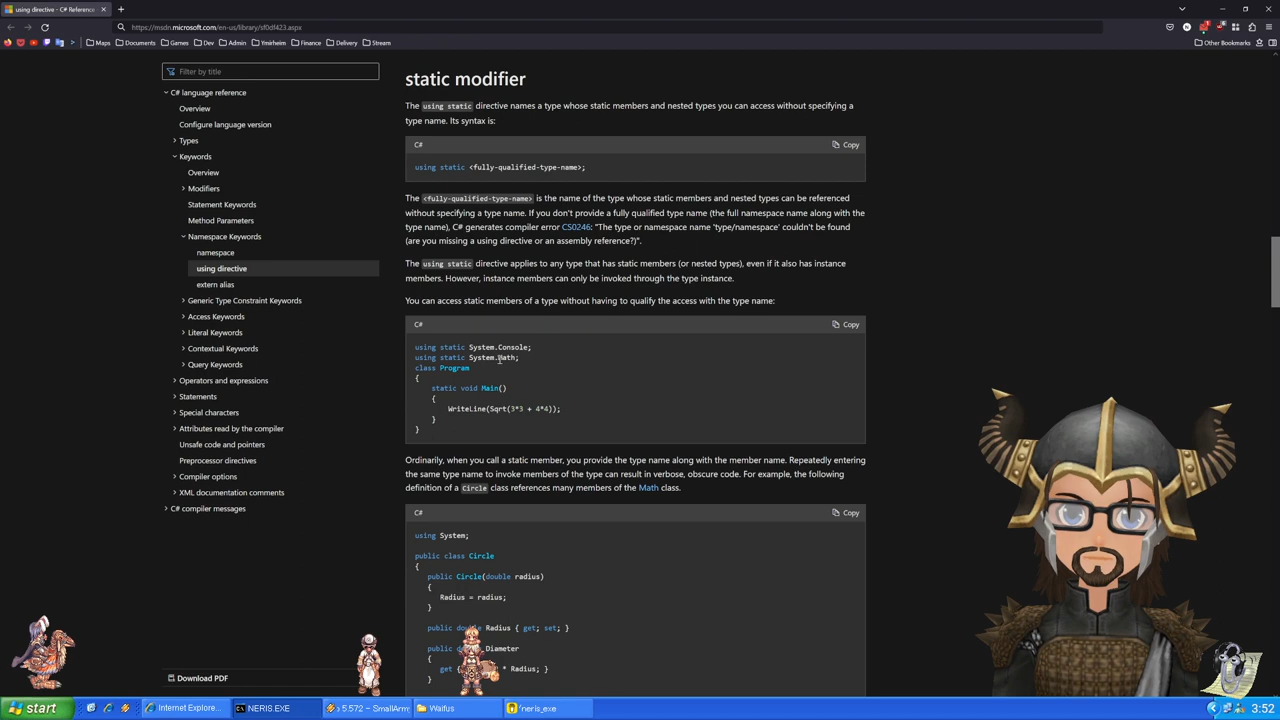 using directive - C# Reference
https://msdn.microsoft.com/en-us/library/sf0df423.aspx
Maps
Documents
Games
Dev
Admin
Ymirheim
Finance
Delivery
Stream
Other Bookmarks
Filter by title
C# language reference
Overview
Configure language version
Types
Keywords
Overview
Modifiers
Statement Keywords
Method Parameters
Namespace Keywords
namespace
using directive
extern alias
Generic Type Constraint Keywords
Access Keywords
Literal Keywords
Contextual Keywords
Query Keywords
Operators and expressions
Statements
Special characters
Attributes read by the compiler
Unsafe code and pointers
Preprocessor directives
Compiler options
XML documentation comments
C# compiler messages
Download PDF
static modifier
The using static directive names a type whose static members and nested types you can access without specifying a
type name. Its syntax is:
C# Copy
using static <fully-qualified-type-name>;
The <fully-qualified-type-name> is the name of the type whose static members and nested types can be referenced
without specifying a type name. If you don't provide a fully qualified type name (the full namespace name along with the
type name), C# generates compiler error CS0246: "The type or namespace name 'type/namespace' couldn't be found
(are you missing a using directive or an assembly reference?)".
The using static directive applies to any type that has static members (or nested types), even if it also has instance
members. However, instance members can only be invoked through the type instance.
You can access static members of a type without having to qualify the access with the type name:
C# Copy
using static System.Console;
using static System.Math;
class Program
{
static void Main()
{
WriteLine(Sqrt(3*3 + 4*4));
}
}
Ordinarily, when you call a static member, you provide the type name along with the member name. Repeatedly entering
the same type name to invoke members of the type can result in verbose, obscure code. For example, the following
definition of a Circle class references many members of the Math class.
C# Copy
using System;
public class Circle
{
public Circle(double radius)
{
Radius = radius;
}
public Radius { get; set; }
public Diameter
{
get * Radius; }
}
start
Internet Explore...
NERIS.EXE
5.572 – SmallArm
Waifus
!neris_exe
3:52